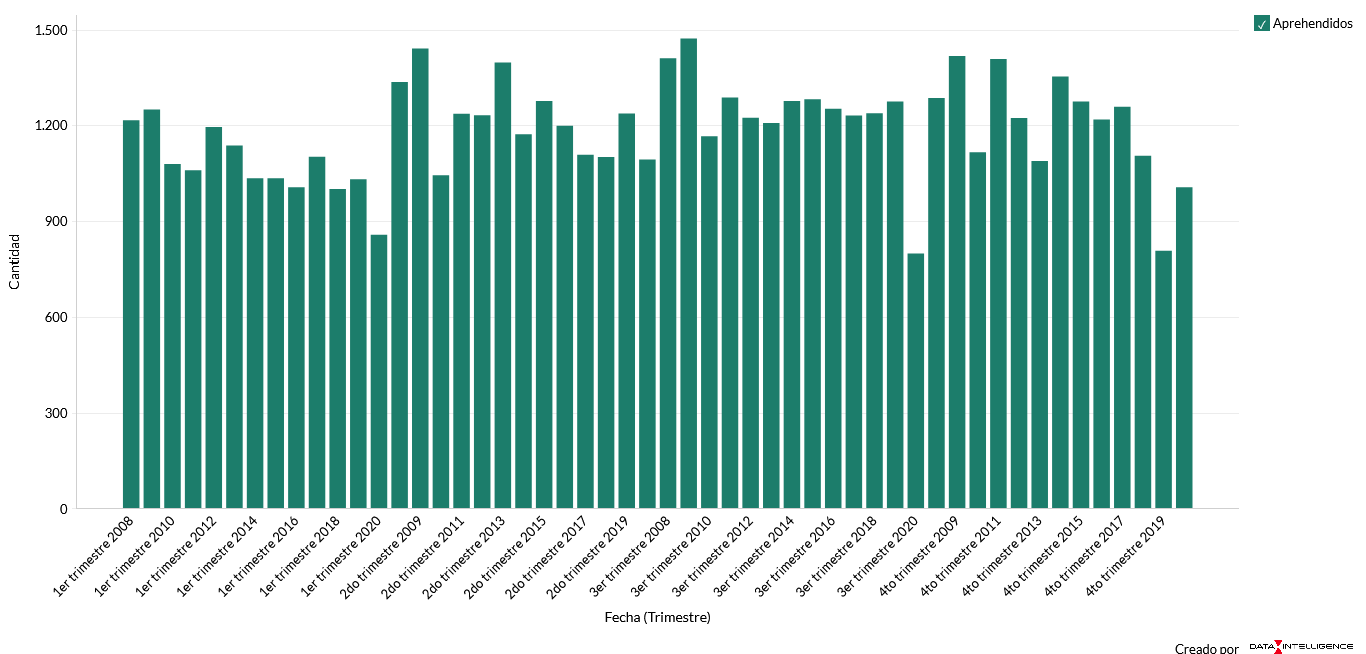 Aprehendidos
1.500
1.200
900
600
300
0
Cantidad
1er trimestre 2008
1er trimestre 2010
1er trimestre 2012
1er trimestre 2014
1er trimestre 2016
1er trimestre 2018
1er trimestre 2020
2do trimestre 2009
2do trimestre 2011
2do trimestre 2013
2do trimestre 2015
2do trimestre 2017
2do trimestre 2019
3er trimestre 2008
3er trimestre 2010
3er trimestre 2012
3er trimestre 2014
3er trimestre 2016
3er trimestre 2018
3er trimestre 2020
4to trimestre 2009
4to trimestre 2011
4to trimestre 2013
4to trimestre 2015
4to trimestre 2017
4to trimestre 2019
Fecha (Trimestre)
Creado por DATA INTELLIGENCE